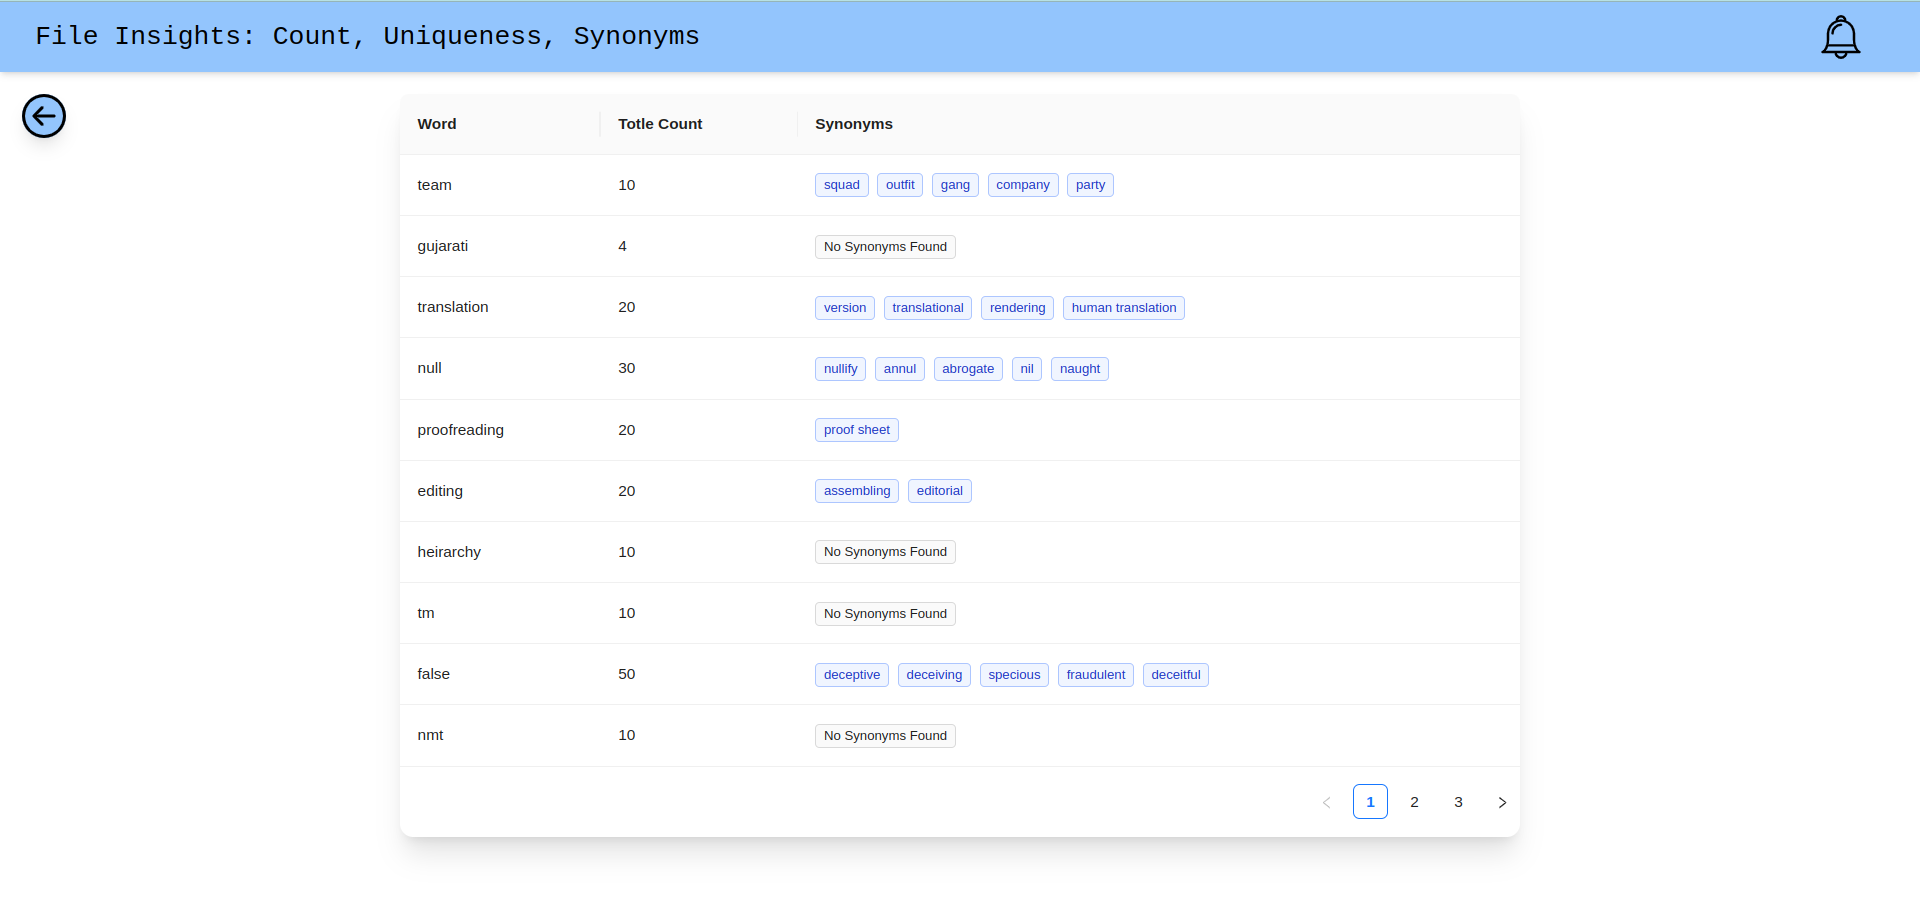 File Insights: Count, Uniqueness, Synonyms
Word Totle Count Synonyms
team 10 squad outfit gang company party
gujarati 4 No Synonyms Found
translation 20 version translational rendering human translation
null 30 nullify annul abrogate nil naught
proofreading 20 proof sheet
editing 20 assembling editorial
heirarchy 10 No Synonyms Found
tm 10 No Synonyms Found
false 50 deceptive deceiving specious fraudulent deceitful
nmt 10 No Synonyms Found
1 2 3